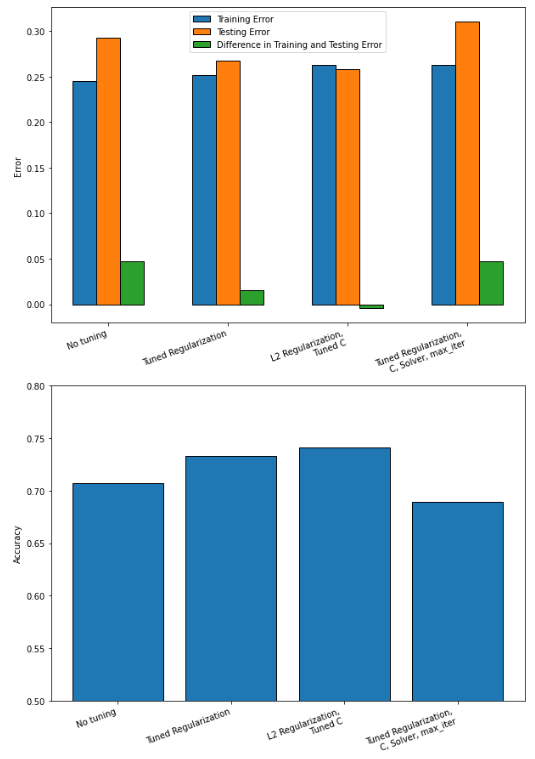 Training Error
Testing Error
Difference in Training and Testing Error
0.30
0.25
0.20
0.15
0.10
0.05
0.00
Error
No tuning
Tuned Regularization
L2 Regularization,
Tuned C
Tuned Regularization,
C, Solver, max_iter
0.80
0.75
0.70
0.65
0.60
0.55
0.50
Accuracy
No tuning
Tuned Regularization
L2 Regularization,
Tuned C
Tuned Regularization,
C, Solver, max_iter